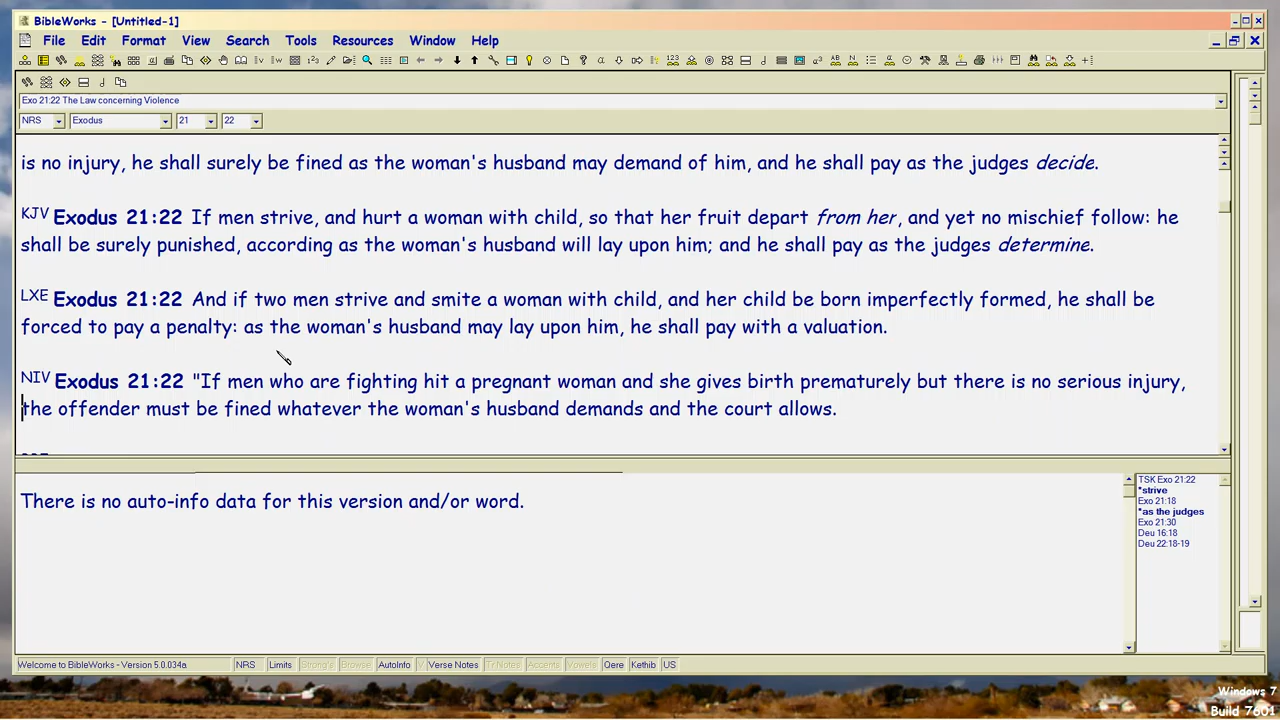 BibleWorks - [Untitled-1]
File Edit Format View Search Tools Resources Window Help
Exo 21:22 The Law concerning Violence
NRS Exodus 21 22
is no injury, he shall surely be fined as the woman's husband may demand of him, and he shall pay as the judges decide.
KJV Exodus 21:22 If men strive, and hurt a woman with child, so that her fruit depart from her, and yet no mischief follow: he
shall be surely punished, according as the woman's husband will lay upon him; and he shall pay as the judges determine.
LXE Exodus 21:22 And if two men strive and smite a woman with child, and her child be born imperfectly formed, he shall be
forced to pay a penalty: as the woman's husband may lay upon him, he shall pay with a valuation.
NIV Exodus 21:22 "If men who are fighting hit a pregnant woman and she gives birth prematurely but there is no serious injury,
the offender must be fined whatever the woman's husband demands and the court allows.
There is no auto-info data for this version and/or word.
TSK Exo 21:22
*strive
Exo 21:18
*as the judges
Exo 21:30
Deu 16:18
Deu 22:18-19
Welcome to BibleWorks - Version 5.0.034a NRS Limits Strong's Browse AutoInfo V Verse Notes Tr.Notes Accents Vowels Qere Kethib US
Windows 7
Build 7601